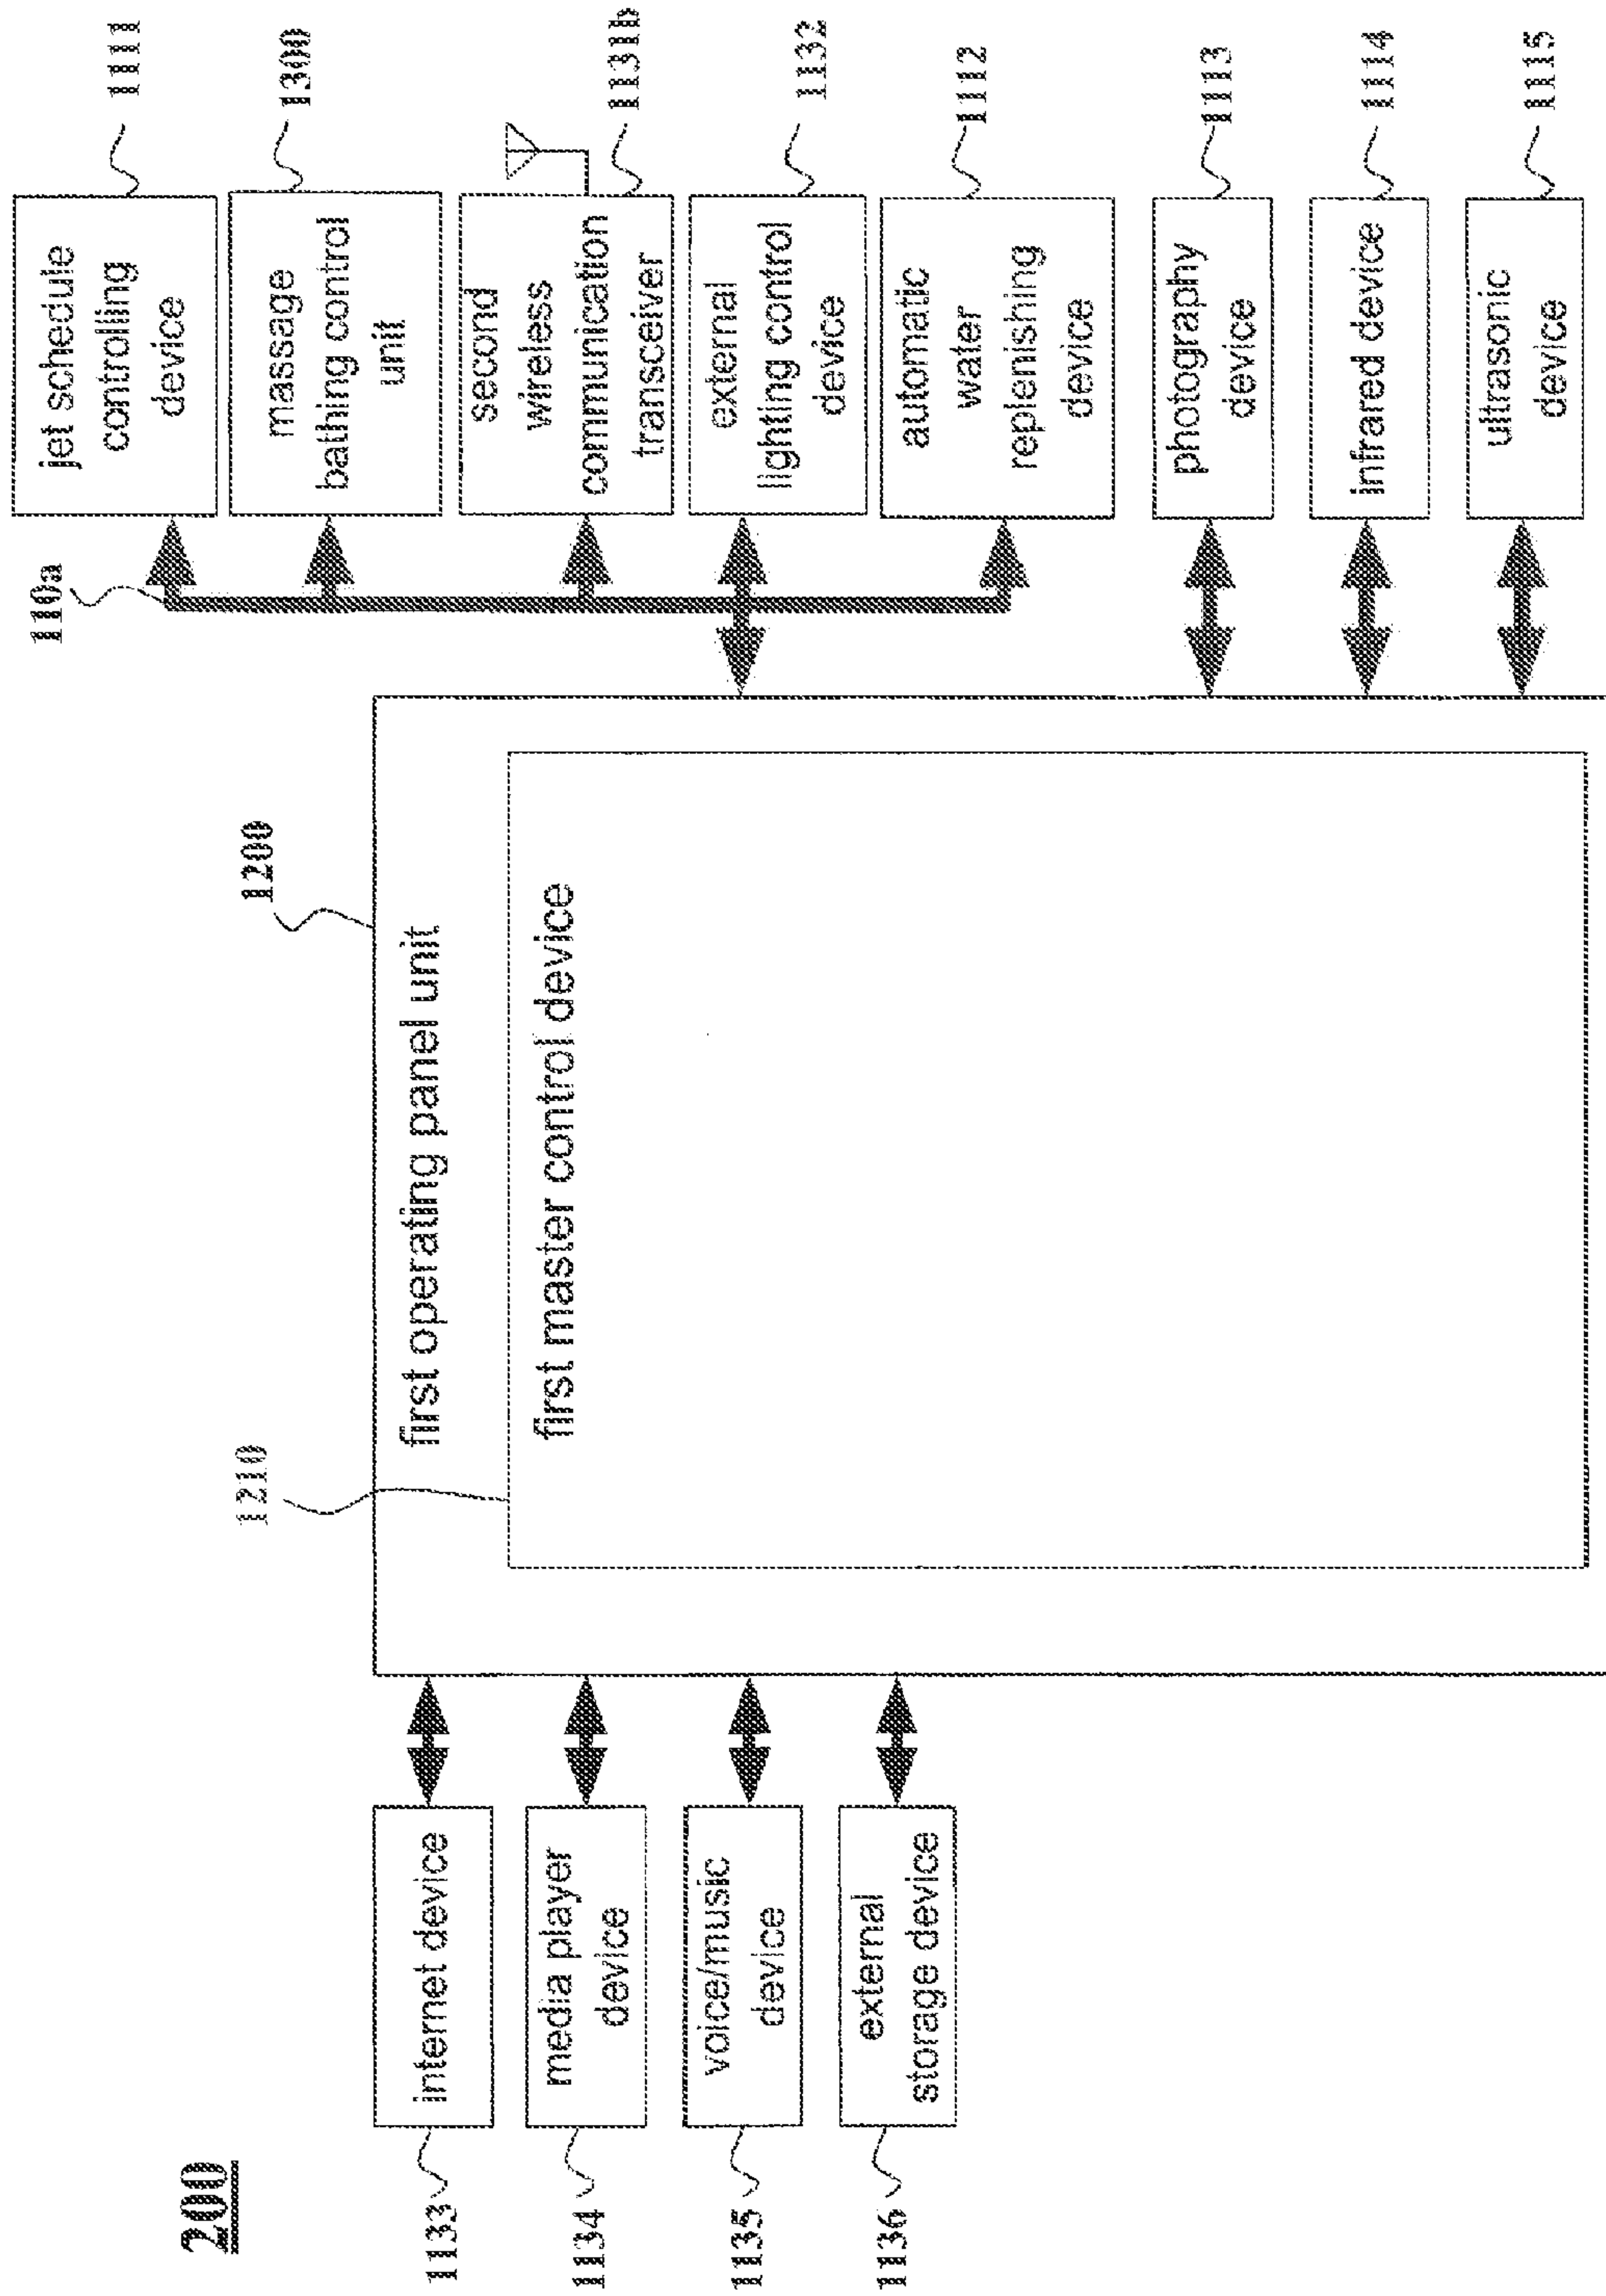 200
1133
internet device
1134
media player
device
1135
voice/music
device
1136
external
storage device
1200
first operating panel unit
1210
first master control device
110a
jet schedule
controlling
device
1111
massage
bathing control
unit
1300
second
wireless
communication
transceiver
1131b
external
lighting control
device
1132
automatic
water
replenishing
device
1112
photography
device
1113
infrared device
1114
ultrasonic
device
1115